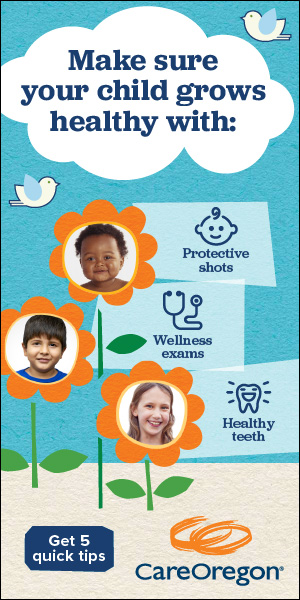 Make sure
your child grows
healthy with:
Protective
shots
Wellness
exams
Healthy
teeth
Get 5
quick tips
CareOregon®